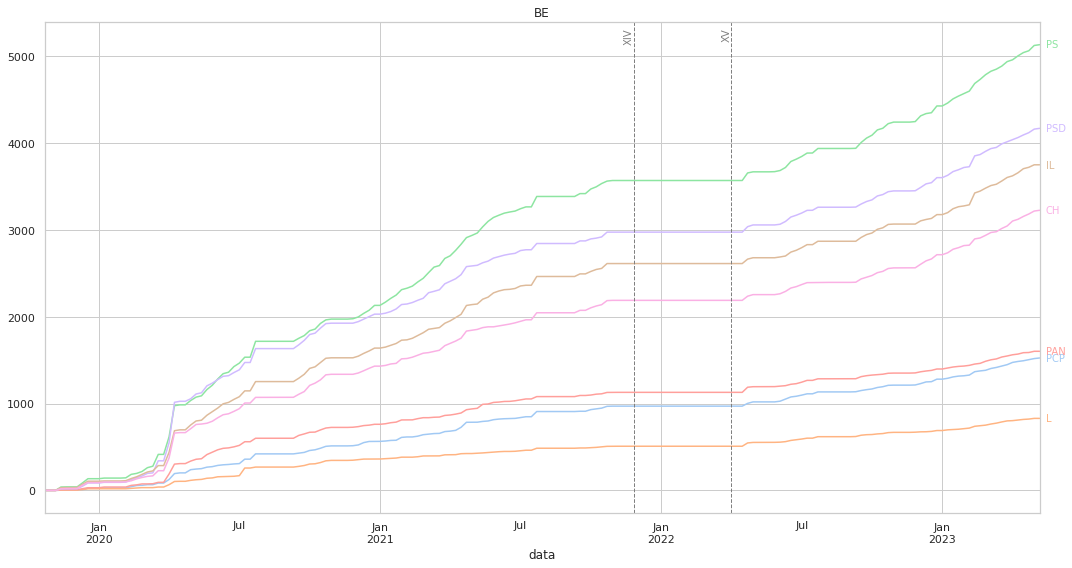 BE
XIV
XV
5000
4000
3000
2000
1000
0
PS
PSD
IL
CH
PAN
PCP
L
Jan
2020
Jul
Jan
2021
Jul
Jan
2022
Jul
Jan
2023
data